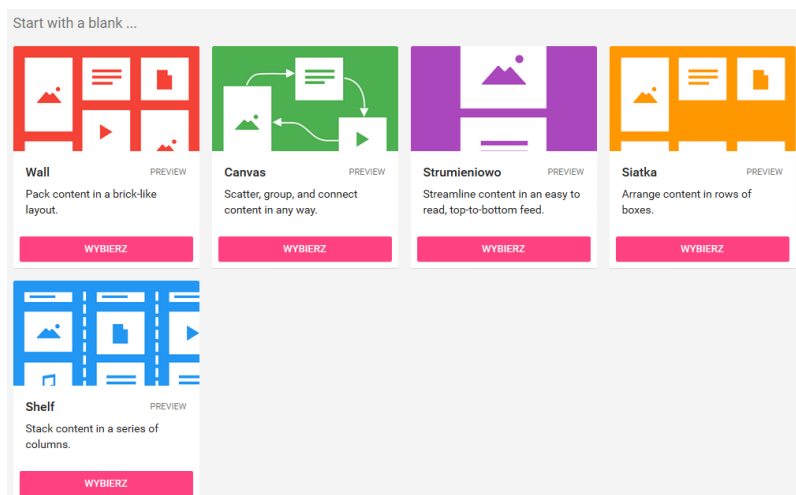 Start with a blank ...
Wall PREVIEW
Pack content in a brick-like
layout.
WYBIERZ
Canvas PREVIEW
Scatter, group, and connect
content in any way.
WYBIERZ
Strumieniowo PREVIEW
Streamline content in an easy to
read, top-to-bottom feed.
WYBIERZ
Siatka PREVIEW
Arrange content in rows of
boxes.
WYBIERZ
Shelf PREVIEW
Stack content in a series of
columns.
WYBIERZ